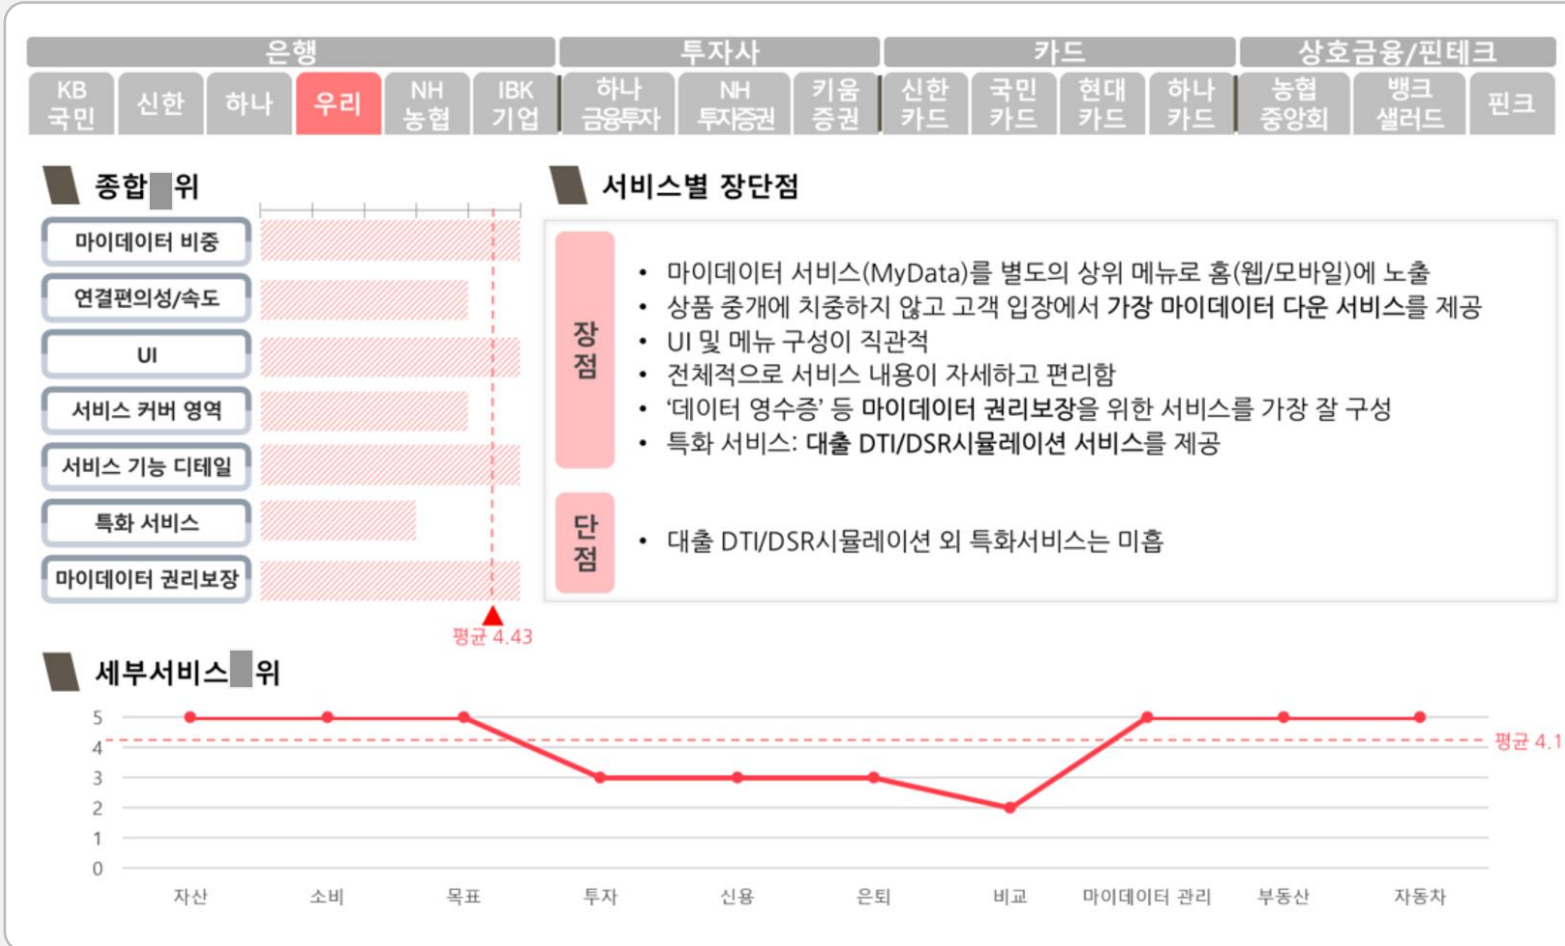 은행
투자사
카드
상호금융/핀테크
KB
국민
신한
하나
우리
NH
농협
IBK
기업
하나
금융투자
NH
투자증권
키움
증권
신한
카드
국민
카드
현대
카드
하나
카드
농협
중앙회
뱅크
샐러드
핀크
종합 위
마이데이터 비중
연결편의성/속도
UI
서비스 커버 영역
서비스 기능 디테일
특화 서비스
마이데이터 권리보장
평균 4.43
서비스별 장단점
장점
• 마이데이터 서비스(MyData)를 별도의 상위 메뉴로 홈(웹/모바일)에 노출
• 상품 중개에 치중하지 않고 고객 입장에서 가장 마이데이터 다운 서비스를 제공
• UI 및 메뉴 구성이 직관적
• 전체적으로 서비스 내용이 자세하고 편리함
• ‘데이터 영수증’ 등 마이데이터 권리보장을 위한 서비스를 가장 잘 구성
• 특화 서비스: 대출 DTI/DSR시뮬레이션 서비스를 제공
단점
• 대출 DTI/DSR시뮬레이션 외 특화서비스는 미흡
세부서비스 위
5
4
3
2
1
0
평균 4.1
자산
소비
목표
투자
신용
은퇴
비교
마이데이터 관리
부동산
자동차